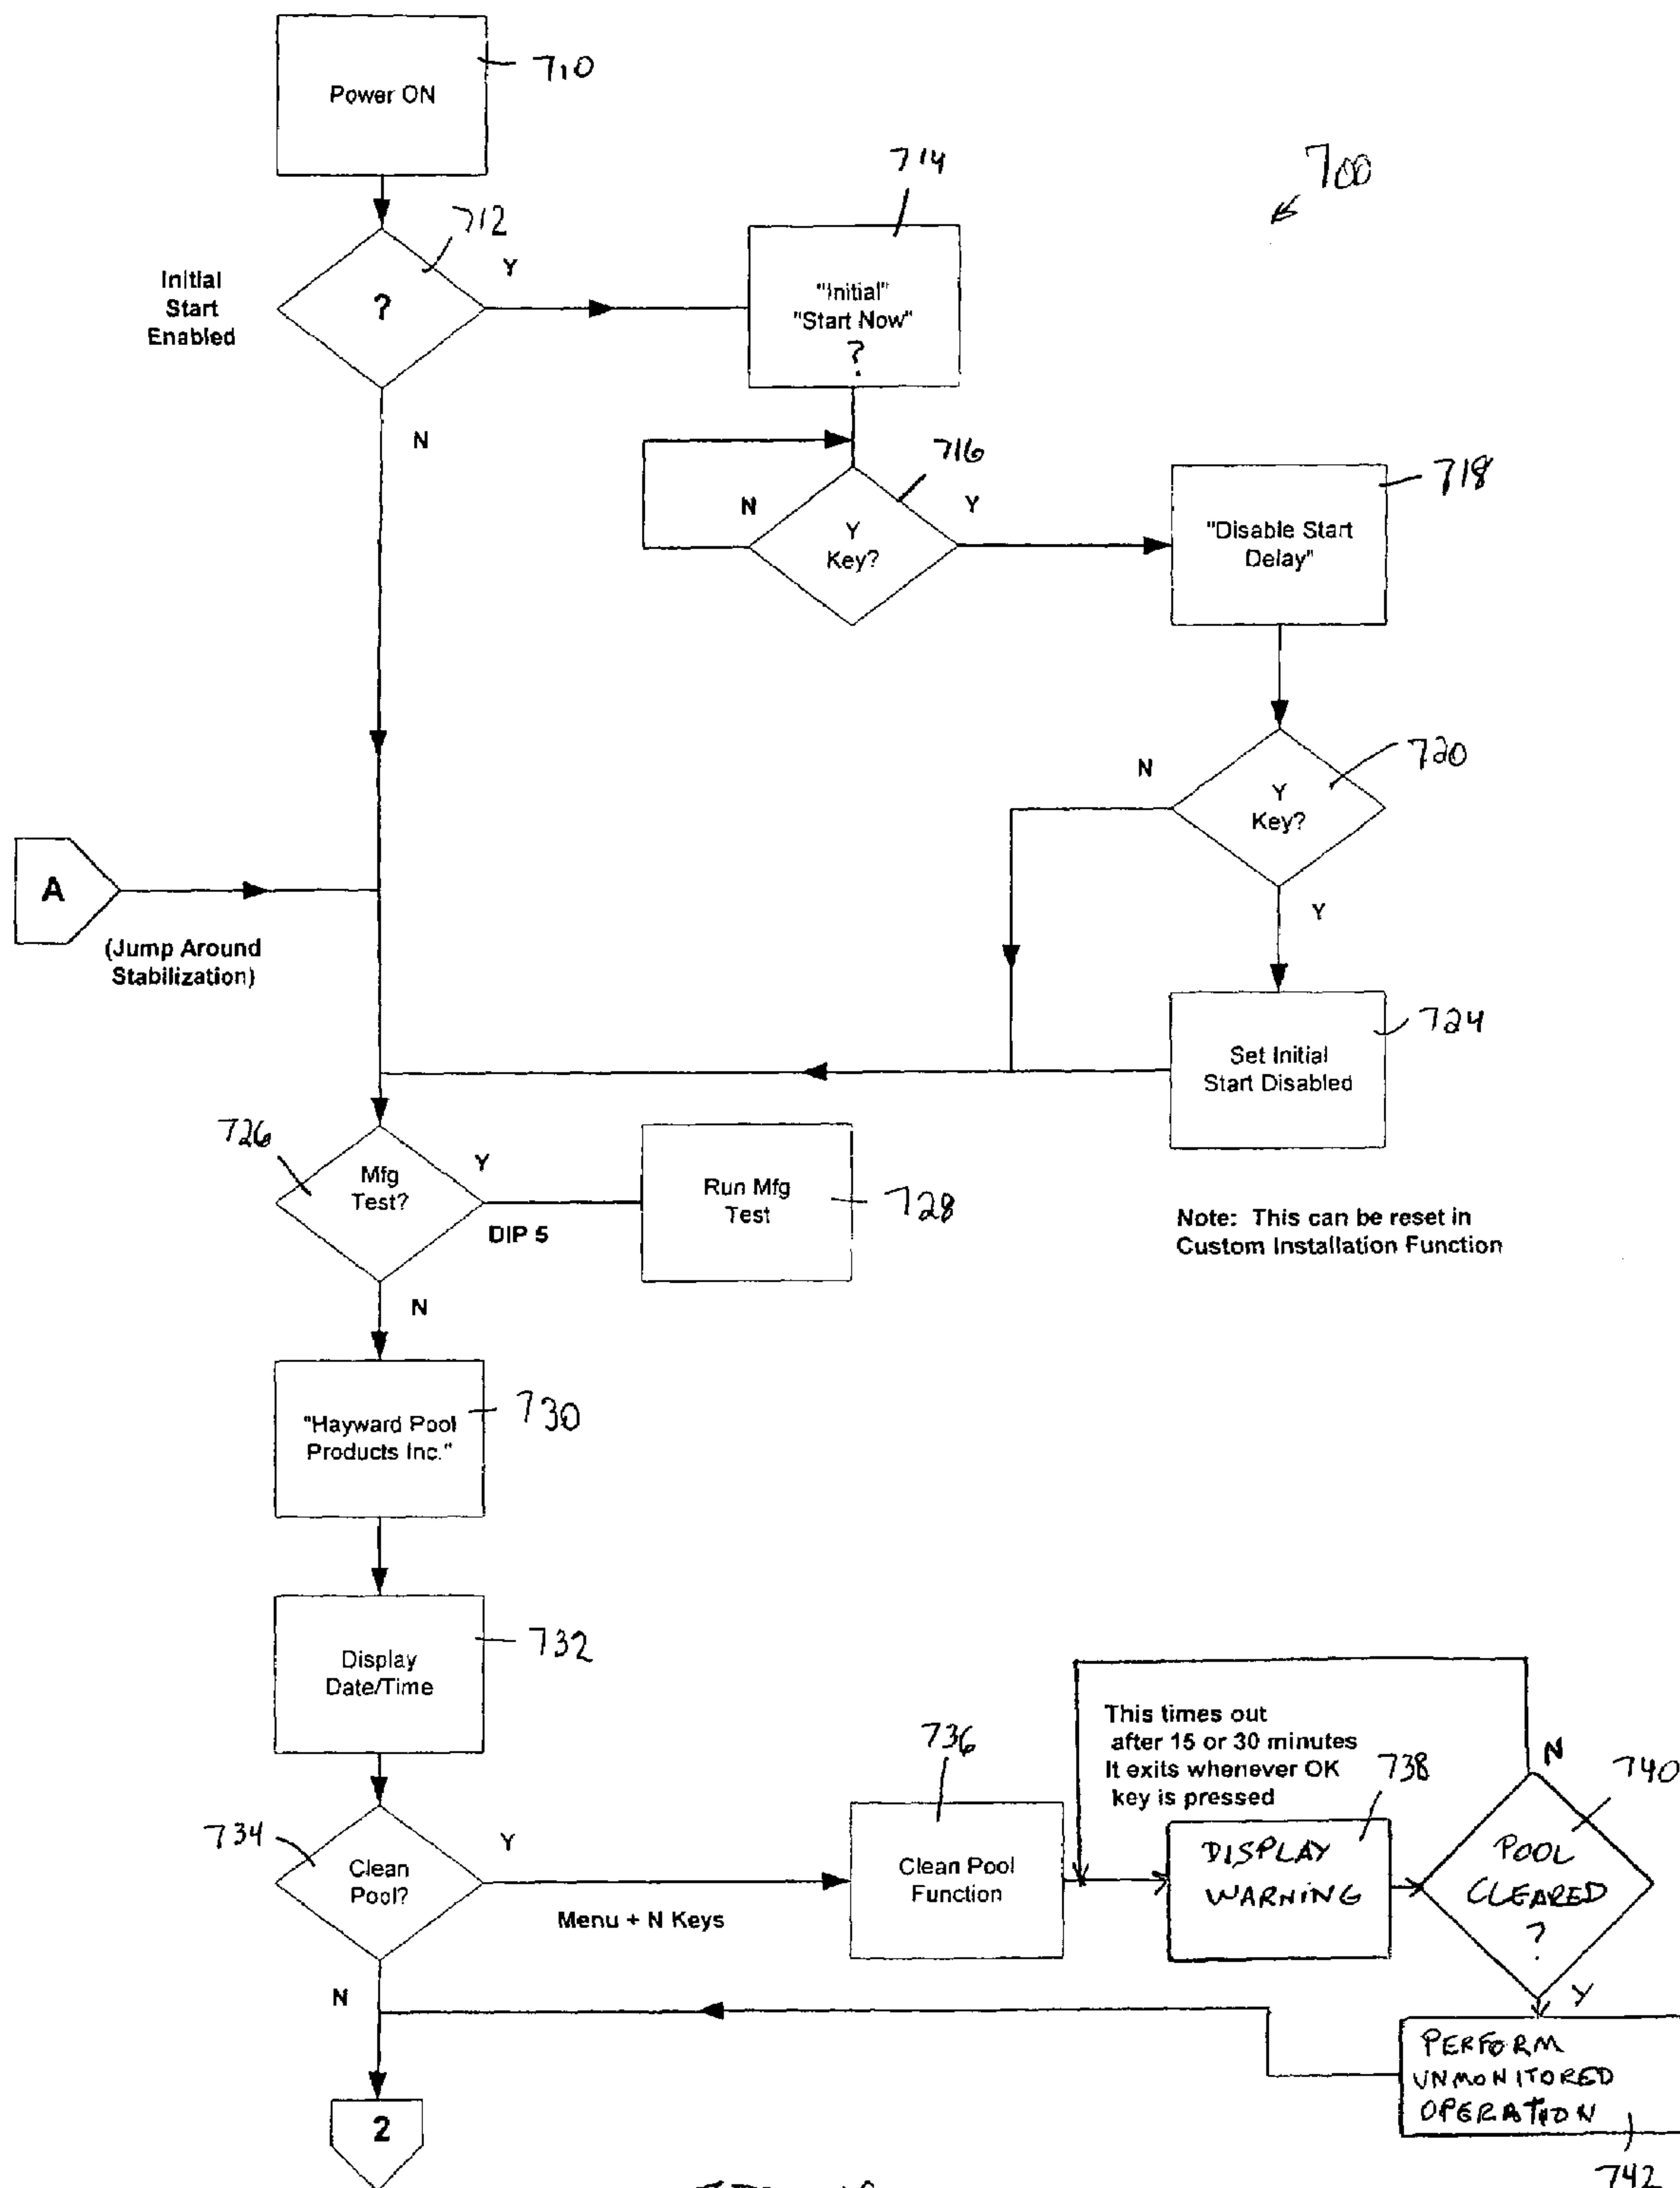 Power ON
710
712
Initial
Start
Enabled
?
Y
N
714
"Initial"
"Start Now"
?
700
716
N
Y
Key?
Y
718
"Disable Start
Delay"
720
N
Y
Key?
Y
A
(Jump Around
Stabilization)
724
Set Initial
Start Disabled
Note: This can be reset in
Custom Installation Function
726
Mfg
Test?
Y
DIP 5
N
Run Mfg
Test
728
"Hayward Pool
Products Inc."
730
Display
Date/Time
732
734
Clean
Pool?
Y
Menu + N Keys
N
736
Clean Pool
Function
This times out
after 15 or 30 minutes
It exits whenever OK
key is pressed
738
DISPLAY
WARNING
N
740
POOL
CLEARED
?
Y
PERFORM
UNMONITORED
OPERATION
742
2